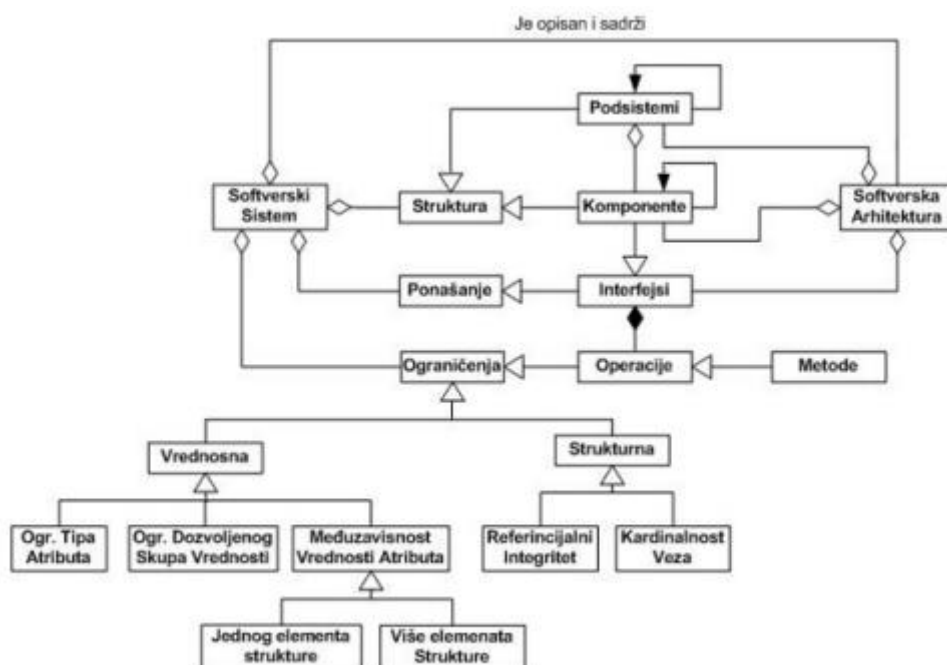 Je opisan i sadrži
Podsistemi
Softverski
Sistem
Struktura
Komponente
Softverska
Arhitektura
Ponašanje
Interfejsi
Ograničenja
Operacije
Metode
Vrednosna
Strukturna
Ogr. Tipa
Atributa
Ogr. Dozvoljenog
Skupa Vrednosti
Međuzavisnost
Vrednosti Atributa
Referincijalni
Integritet
Kardinalnost
Veza
Jednog elementa
strukture
Više elemenata
Strukture